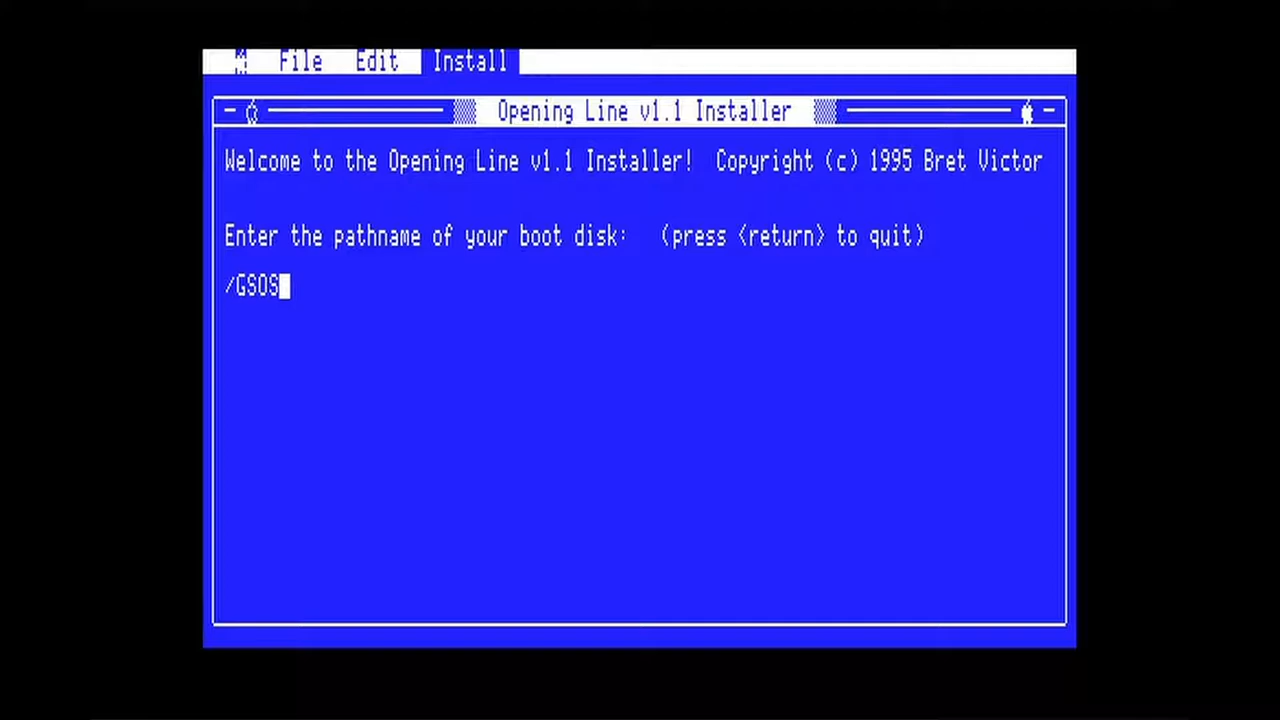 File Edit Install
Opening Line v1.1 Installer
Welcome to the Opening Line v1.1 Installer! Copyright (c) 1995 Bret Victor
Enter the pathname of your boot disk: (press <return> to quit)
/GSOS